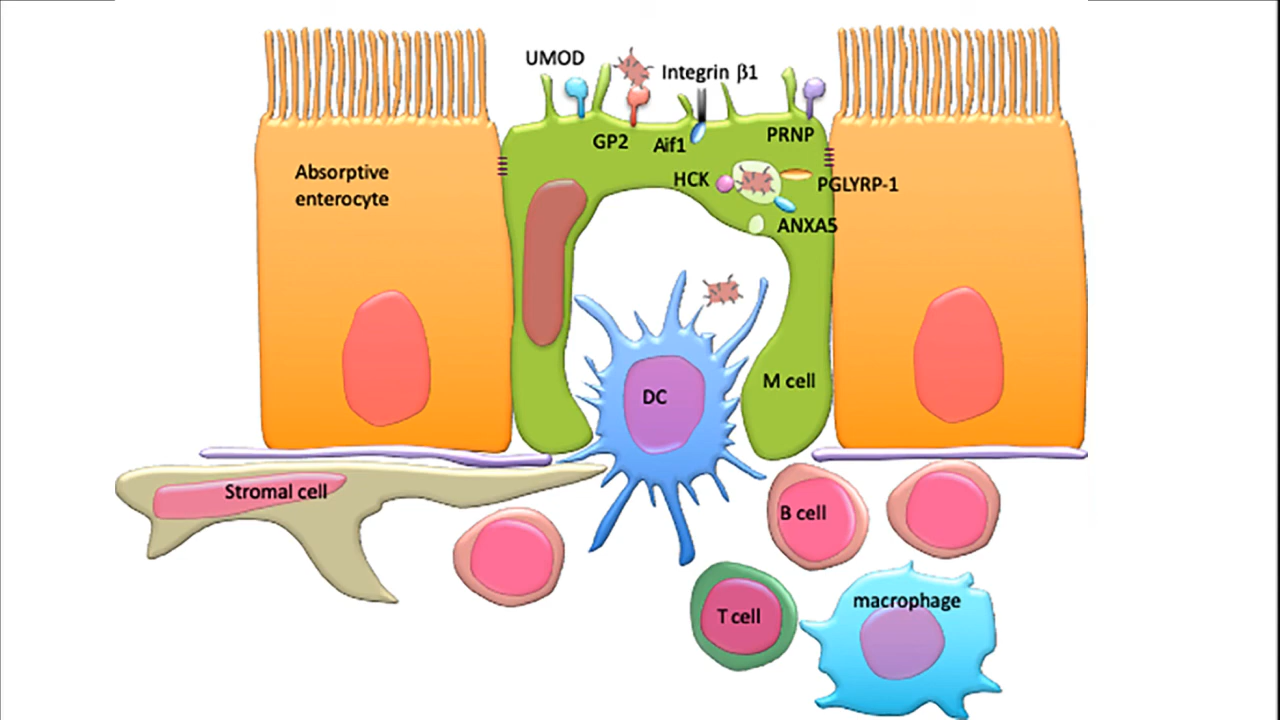 UMOD
Integrin β1
GP2
Aif1
PRNP
HCK
PGLYRP-1
ANXA5
Absorptive
enterocyte
DC
M cell
Stromal cell
B cell
T cell
macrophage